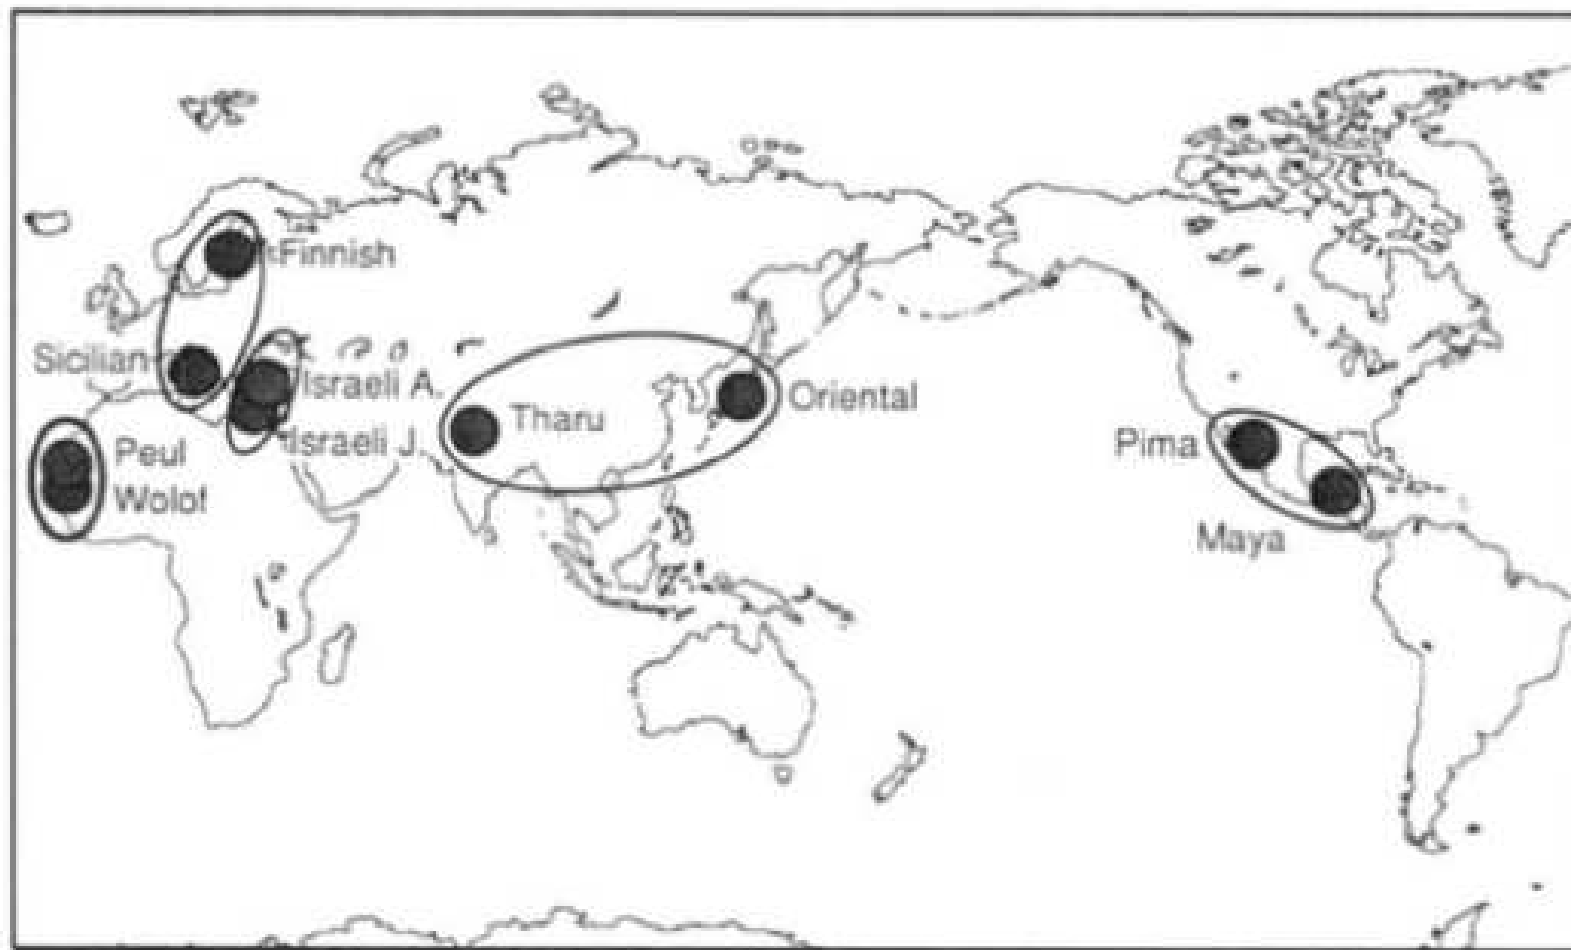 Finnish
Sicilian
Israeli A.
Israeli J.
Tharu
Oriental
Peul
Wolof
Pima
Maya